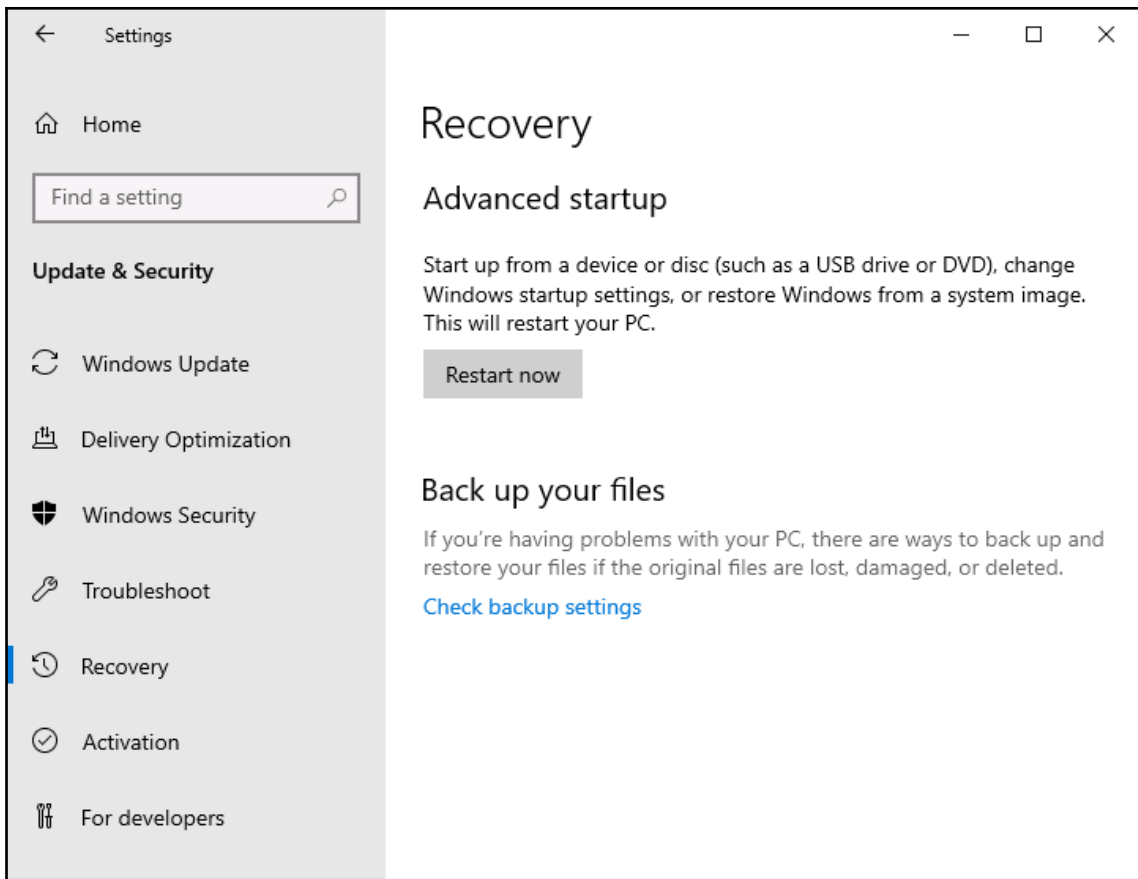 Settings
Home
Find a setting
Update & Security
Windows Update
Delivery Optimization
Windows Security
Troubleshoot
Recovery
Activation
For developers
Recovery
Advanced startup
Start up from a device or disc (such as a USB drive or DVD), change
Windows startup settings, or restore Windows from a system image.
This will restart your PC.
Restart now
Back up your files
If you're having problems with your PC, there are ways to back up and
restore your files if the original files are lost, damaged, or deleted.
Check backup settings